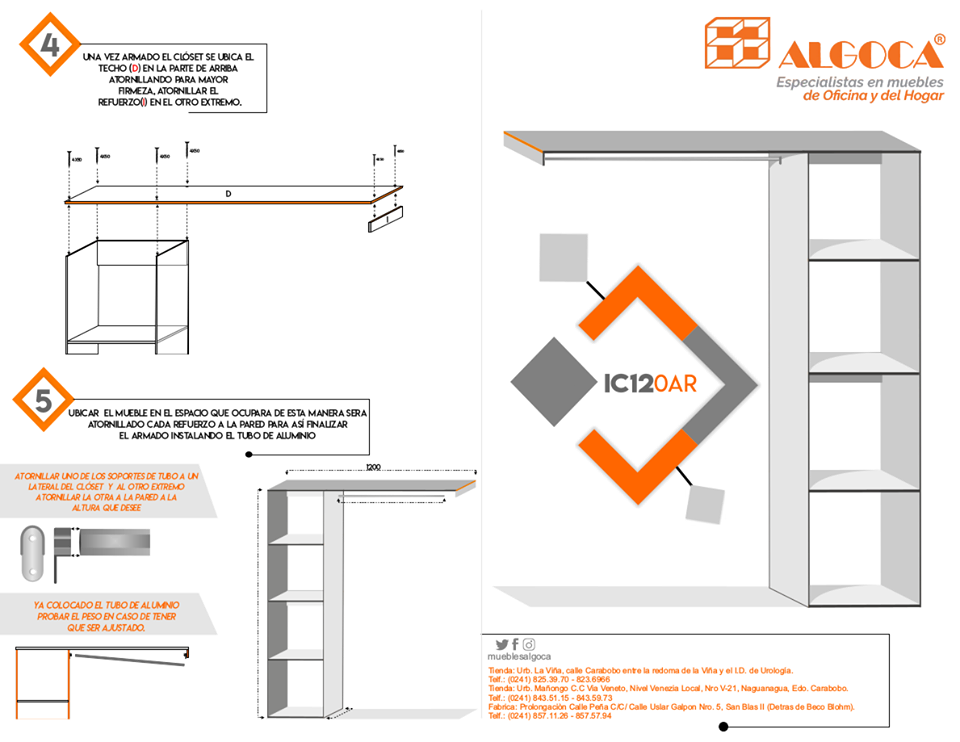 4
UNA VEZ ARMADO EL CLÓSET SE UBICA EL
TECHO (D) EN LA PARTE DE ARRIBA
ATORNILLANDO PARA MAYOR
FIRMEZA, ATORNILLAR EL
REFUERZO(I) EN EL OTRO EXTREMO.
D
I
5
UBICAR EL MUEBLE EN EL ESPACIO QUE OCUPARA DE ESTA MANERA SERA
ATORNILLADO CADA REFUERZO A LA PARED PARA ASÍ FINALIZAR
EL ARMADO INSTALANDO EL TUBO DE ALUMINIO
ATORNILLAR UNO DE LOS SOPORTES DE TUBO A UN
LATERAL DEL CLÓSET Y AL OTRO EXTREMO
ATORNILLAR LA OTRA A LA PARED A LA
ALTURA QUE DESEE
1200
YA COLOCADO EL TUBO DE ALUMINIO
PROBAR EL PESO EN CASO DE TENER
QUE SER AJUSTADO.
ALGOCA®
Especialistas en muebles
de Oficina y del Hogar
IC120AR
mueblesalgoca
Tienda: Urb. La Viña, calle Carabobo entre la redoma de la Viña y el I.D. de Urología.
Telf.: (0241) 825.39.70 - 823.6966
Tienda: Urb. Mañongo C.C Via Veneto, Nivel Venezia Local, Nro V-21, Naguanagua, Edo. Carabobo.
Telf.: (0241) 843.51.15 - 843.59.73
Fabrica: Prolongación Calle Peña C/C/ Calle Uslar Galpon Nro. 5, San Blas II (Detras de Beco Blohm).
Telf.: (0241) 857.11.26 - 857.57.94